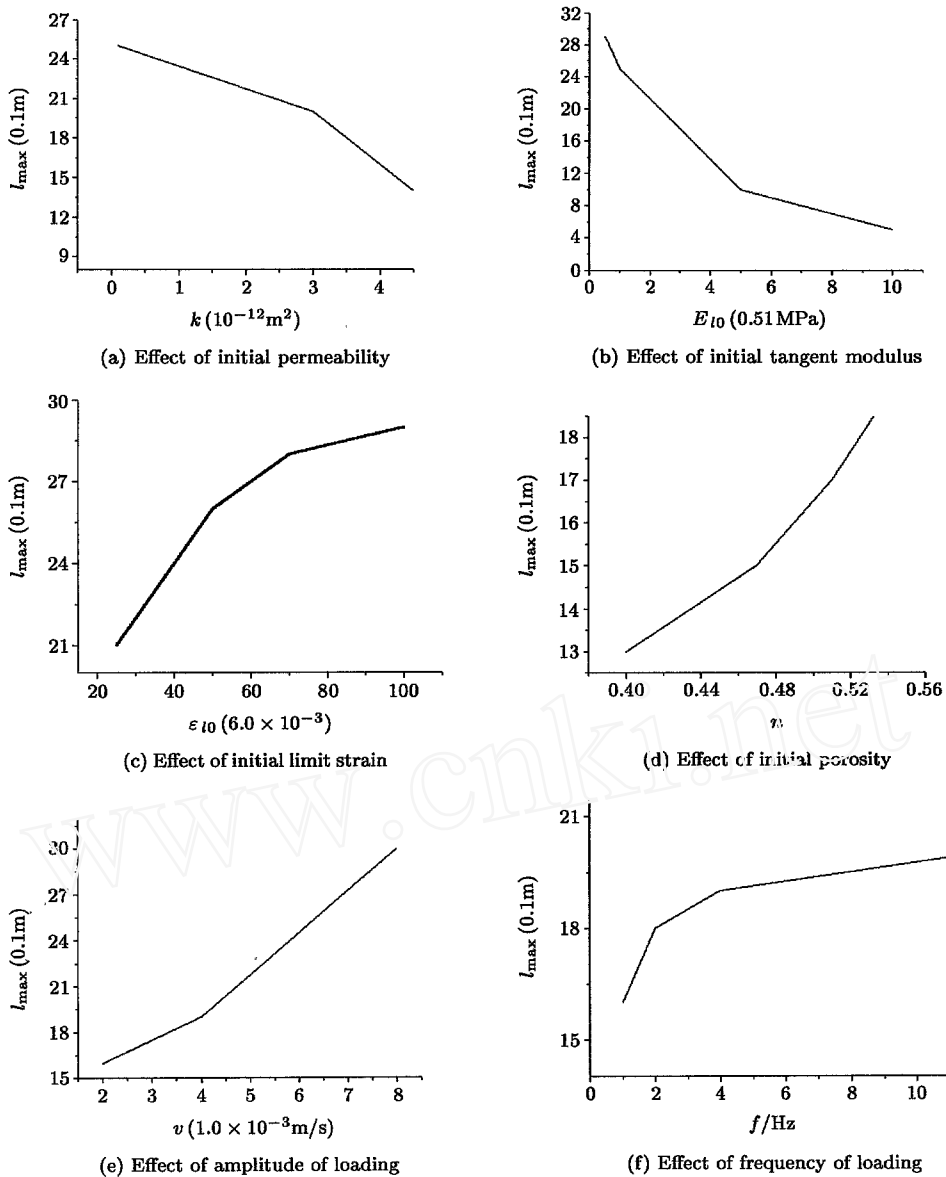 27
24
21
18
15
12
9
l_max (0.1m)
0 1 2 3 4
k (10⁻¹²m²)
(a) Effect of initial permeability
32
28
24
20
16
12
8
4
0
l_max (0.1m)
0 2 4 6 8 10
E_l0 (0.51MPa)
(b) Effect of initial tangent modulus
30
27
24
21
l_max (0.1m)
20 40 60 80 100
ε_l0 (6.0 × 10⁻³)
(c) Effect of initial limit strain
18
17
16
15
14
13
l_max (0.1m)
0.40 0.44 0.48 0.52 0.56
n
(d) Effect of initial porosity
30
27
24
21
18
15
l_max (0.1m)
2 3 4 5 6 7 8
v (1.0 × 10⁻³m/s)
(e) Effect of amplitude of loading
21
18
15
l_max (0.1m)
0 2 4 6 8 10
f/Hz
(f) Effect of frequency of loading
www.cnki.net